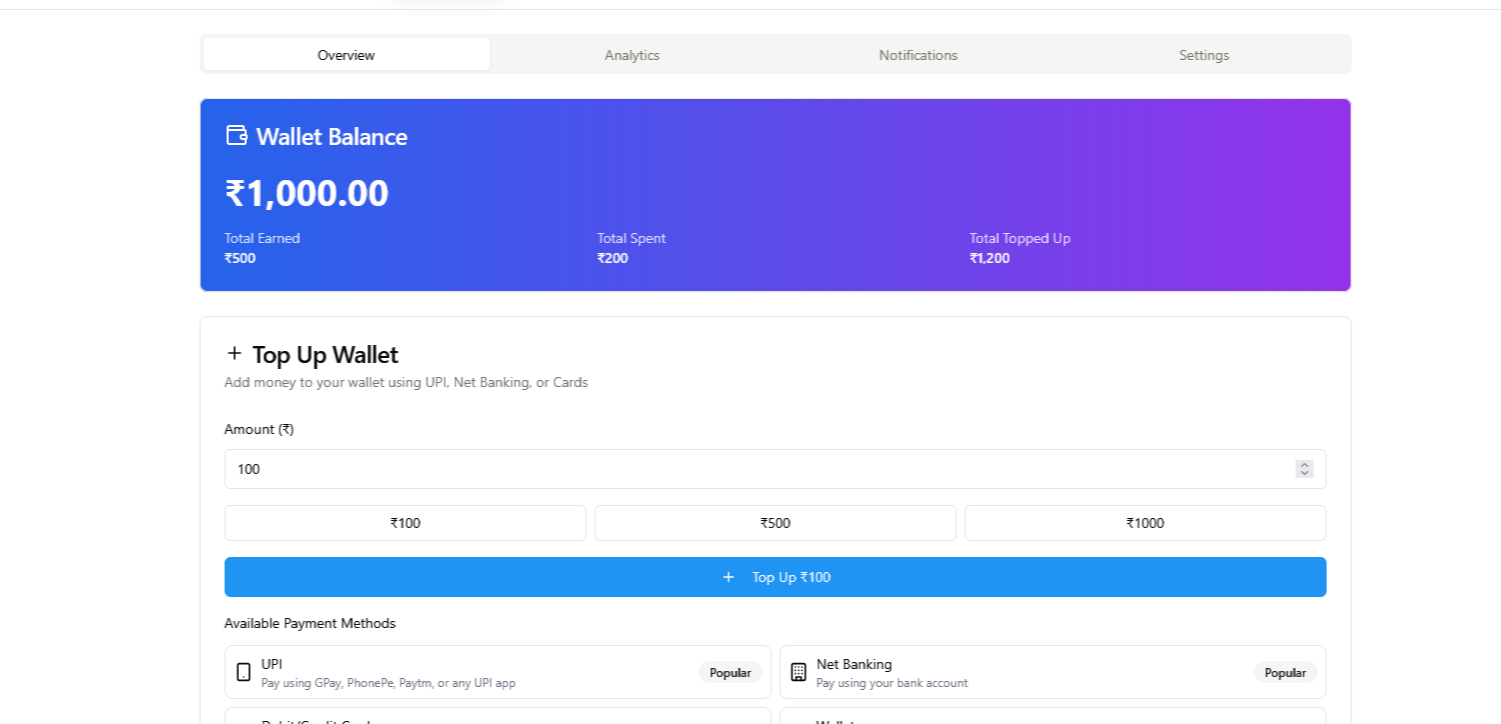 Overview Analytics Notifications Settings
Wallet Balance
₹1,000.00
Total Earned Total Spent Total Topped Up
₹500 ₹200 ₹1,200
+ Top Up Wallet
Add money to your wallet using UPI, Net Banking, or Cards
Amount (₹)
100
₹100 ₹500 ₹1000
+ Top Up ₹100
Available Payment Methods
UPI
Pay using GPay, PhonePe, Paytm, or any UPI app
Popular
Net Banking
Pay using your bank account
Popular